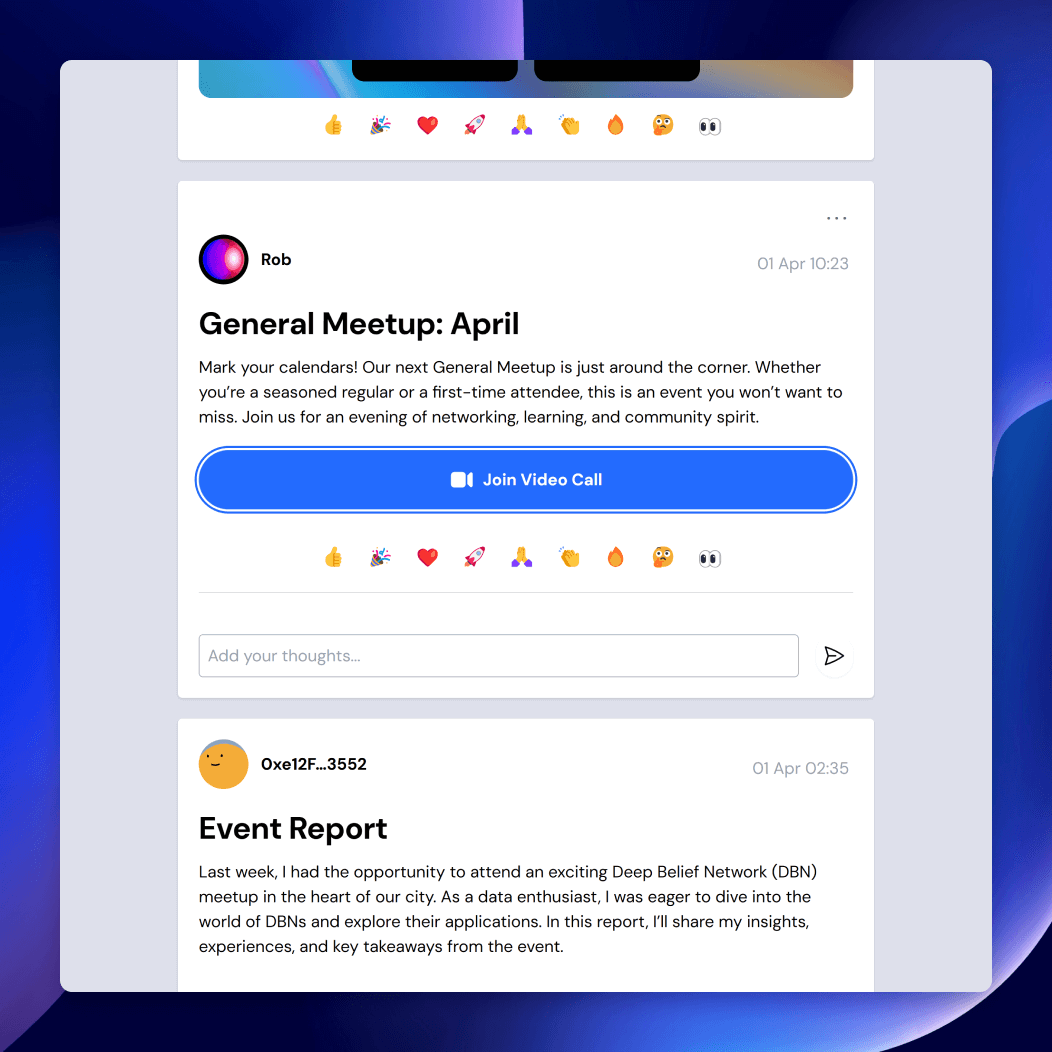 ...
Rob
01 Apr 10:23
General Meetup: April
Mark your calendars! Our next General Meetup is just around the corner. Whether
you’re a seasoned regular or a first-time attendee, this is an event you won’t want to
miss. Join us for an evening of networking, learning, and community spirit.
Join Video Call
Add your thoughts...
0xe12F...3552
01 Apr 02:35
Event Report
Last week, I had the opportunity to attend an exciting Deep Belief Network (DBN)
meetup in the heart of our city. As a data enthusiast, I was eager to dive into the
world of DBNs and explore their applications. In this report, I’ll share my insights,
experiences, and key takeaways from the event.